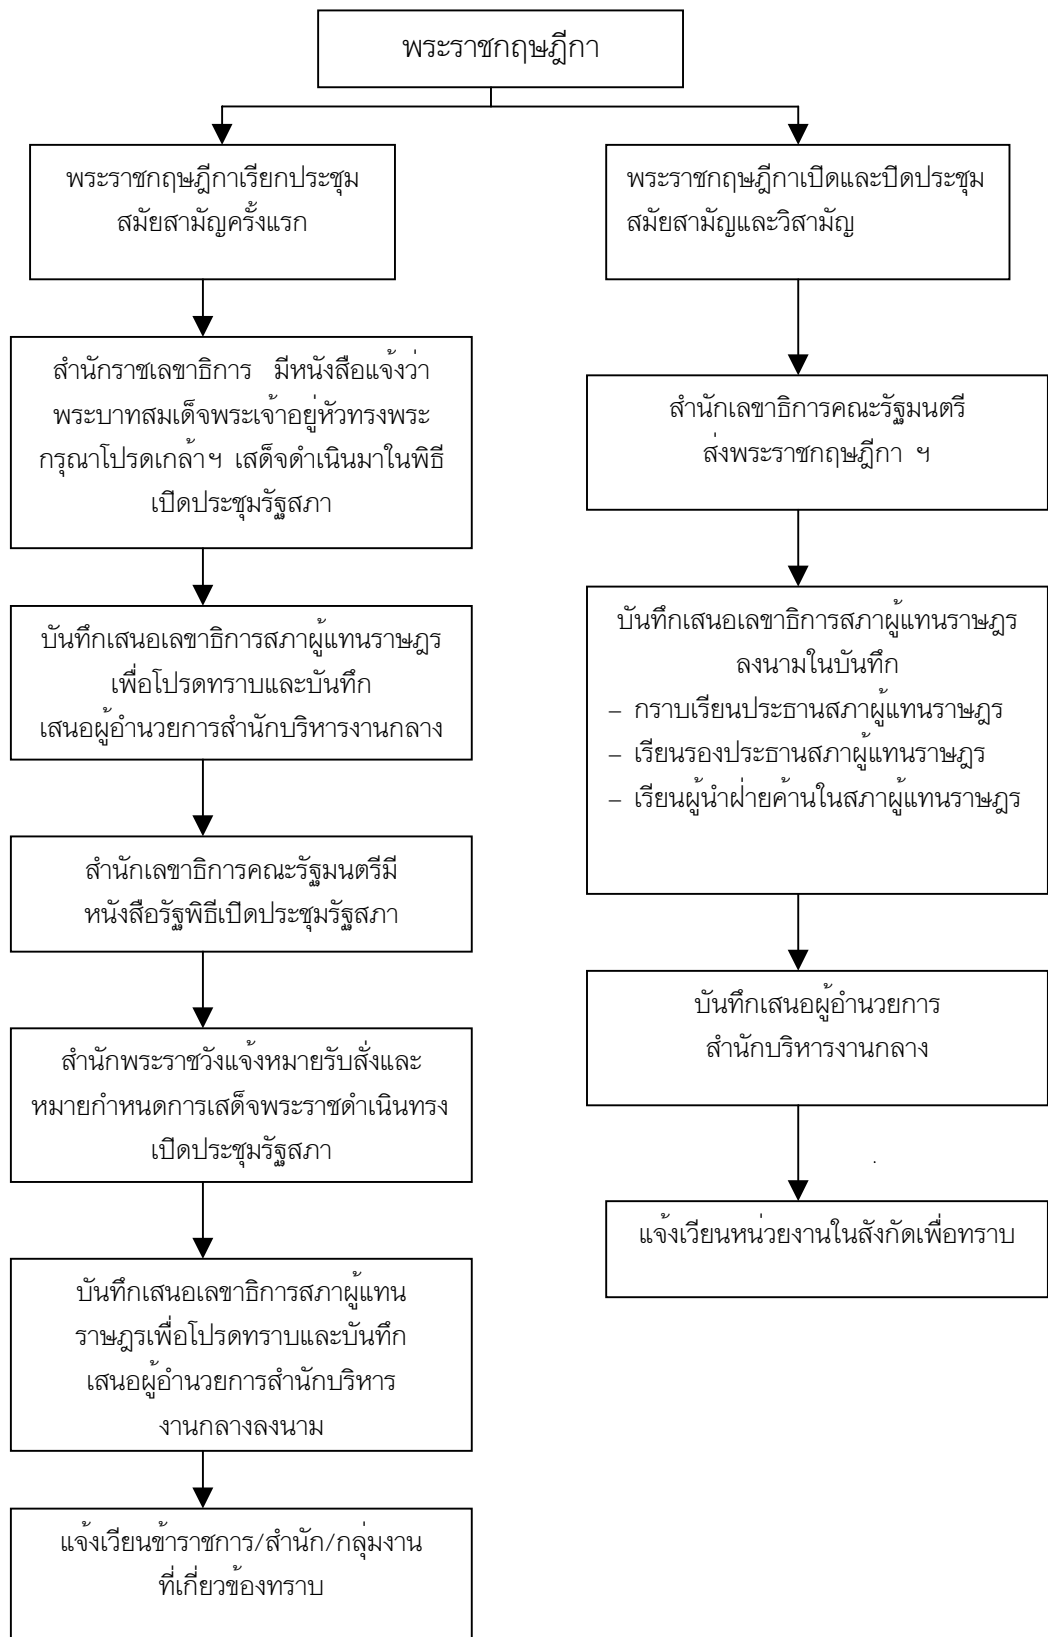 พระราชกฤษฎีกา
พระราชกฤษฎีกาเรียกประชุม
สมัยสามัญครั้งแรก
สำนักราชเลขาธิการ มีหนังสือแจ้งว่า
พระบาทสมเด็จพระเจ้าอยู่หัวทรงพระ
กรุณาโปรดเกล้าฯ เสด็จดำเนินมาในพิธี
เปิดประชุมรัฐสภา
บันทึกเสนอเลขาธิการสภาผู้แทนราษฎร
เพื่อโปรดทราบและบันทึก
เสนอผู้อำนวยการสำนักบริหารงานกลาง
สำนักเลขาธิการคณะรัฐมนตรีมี
หนังสือรัฐพิธีเปิดประชุมรัฐสภา
สำนักพระราชวังแจ้งหมายรับสั่งและ
หมายกำหนดการเสด็จพระราชดำเนินทรง
เปิดประชุมรัฐสภา
บันทึกเสนอเลขาธิการสภาผู้แทน
ราษฎรเพื่อโปรดทราบและบันทึก
เสนอผู้อำนวยการสำนักบริหาร
งานกลางลงนาม
แจ้งเวียนข้าราชการ/สำนัก/กลุ่มงาน
ที่เกี่ยวข้องทราบ
พระราชกฤษฎีกาเปิดและปิดประชุม
สมัยสามัญและวิสามัญ
สำนักเลขาธิการคณะรัฐมนตรี
ส่งพระราชกฤษฎีกา ฯ
บันทึกเสนอเลขาธิการสภาผู้แทนราษฎร
ลงนามในบันทึก
– กราบเรียนประธานสภาผู้แทนราษฎร
– เรียนรองประธานสภาผู้แทนราษฎร
– เรียนผู้นำฝ่ายค้านในสภาผู้แทนราษฎร
บันทึกเสนอผู้อำนวยการ
สำนักบริหารงานกลาง
แจ้งเวียนหน่วยงานในสังกัดเพื่อทราบ